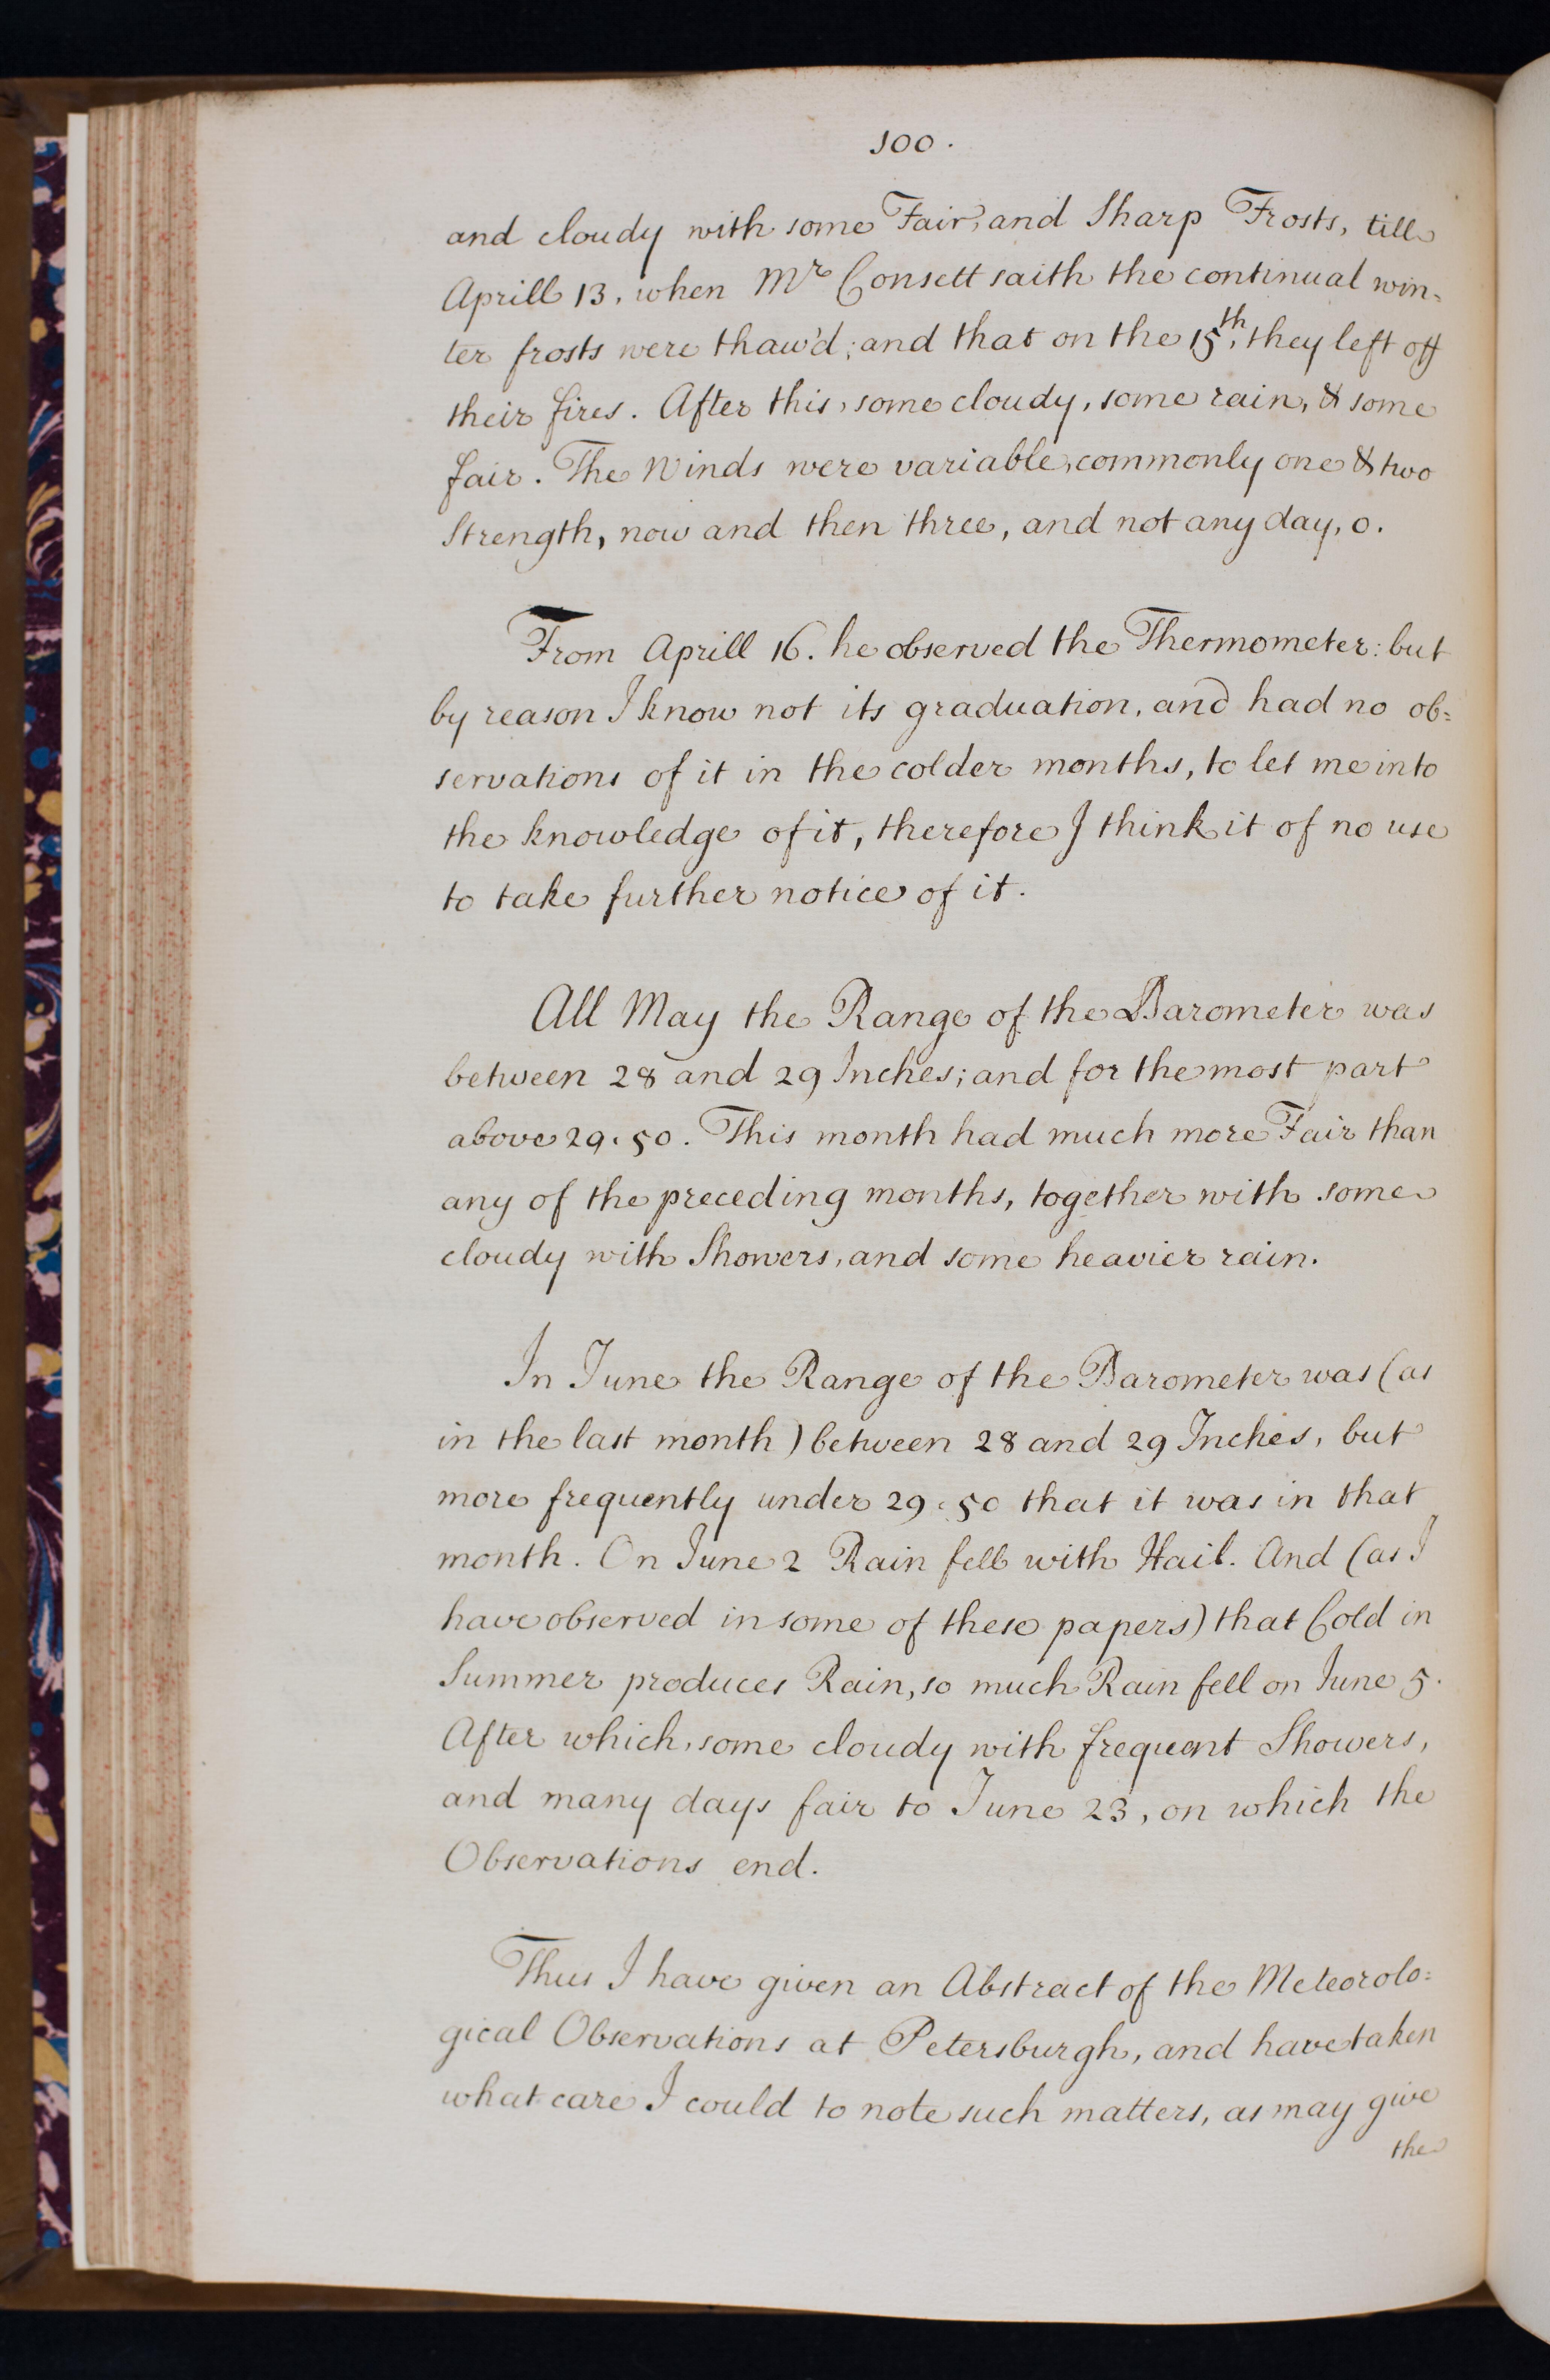 100.
and cloudy with some Fair, and Sharp Frosts, till
Aprill 13, when Mr Consett saith the continual win=
ter frosts were thaw'd; and that on the 15th, they left off
their fires. After this, some cloudy, some rain, & some
fair. The Winds were variable, commonly one & two
Strength, now and then three, and not any day, 0.
From Aprill 16. he observed the Thermometer: but
by reason I know not its graduation, and had no ob=
servations of it in the colder months, to let me into
the knowledge of it, therefore I think it of no use
to take further notice of it.
All May the Range of the Barometer was
between 28 and 29 Inches; and for the most part
above 29.50. This month had much more Fair than
any of the preceding months, together with some
cloudy with Showers, and some heavier rain.
In June the Range of the Barometer was (as
in the last month) between 28 and 29 Inches, but
more frequently under 29.50 that it was in that
month. On June 2 Rain fell with Hail. And (as I
have observed in some of these papers) that Cold in
Summer produces Rain, so much Rain fell on June 5.
After which, some cloudy with frequent Showers,
and many days fair to June 23, on which the
Observations end.
Thus I have given an Abstract of the Meteorolo=
gical Observations at Petersburgh, and have taken
what care I could to note such matters, as may give
the